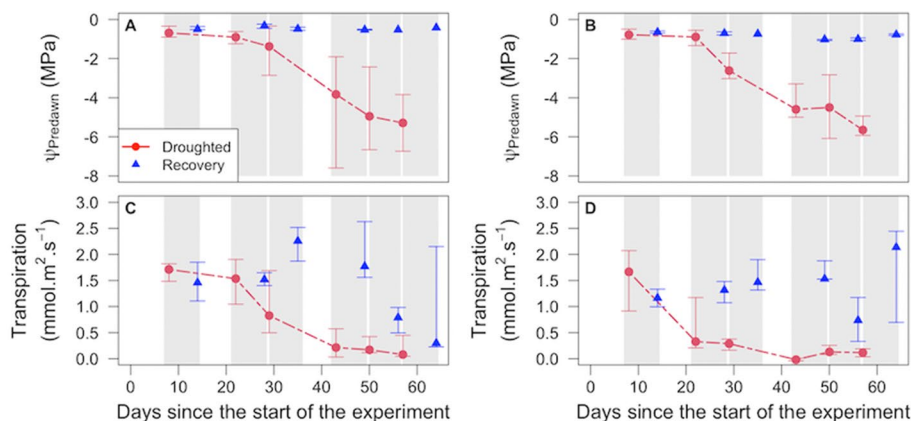 A
0
-2
-4
-6
-8
ΨPredawn (MPa)
Droughted
Recovery
B
0
-2
-4
-6
-8
ΨPredawn (MPa)
C
3.0
2.5
2.0
1.5
1.0
0.5
0.0
Transpiration
(mmol.m².s⁻¹)
0 10 20 30 40 50 60
Days since the start of the experiment
D
3.0
2.5
2.0
1.5
1.0
0.5
0.0
Transpiration
(mmol.m².s⁻¹)
0 10 20 30 40 50 60
Days since the start of the experiment